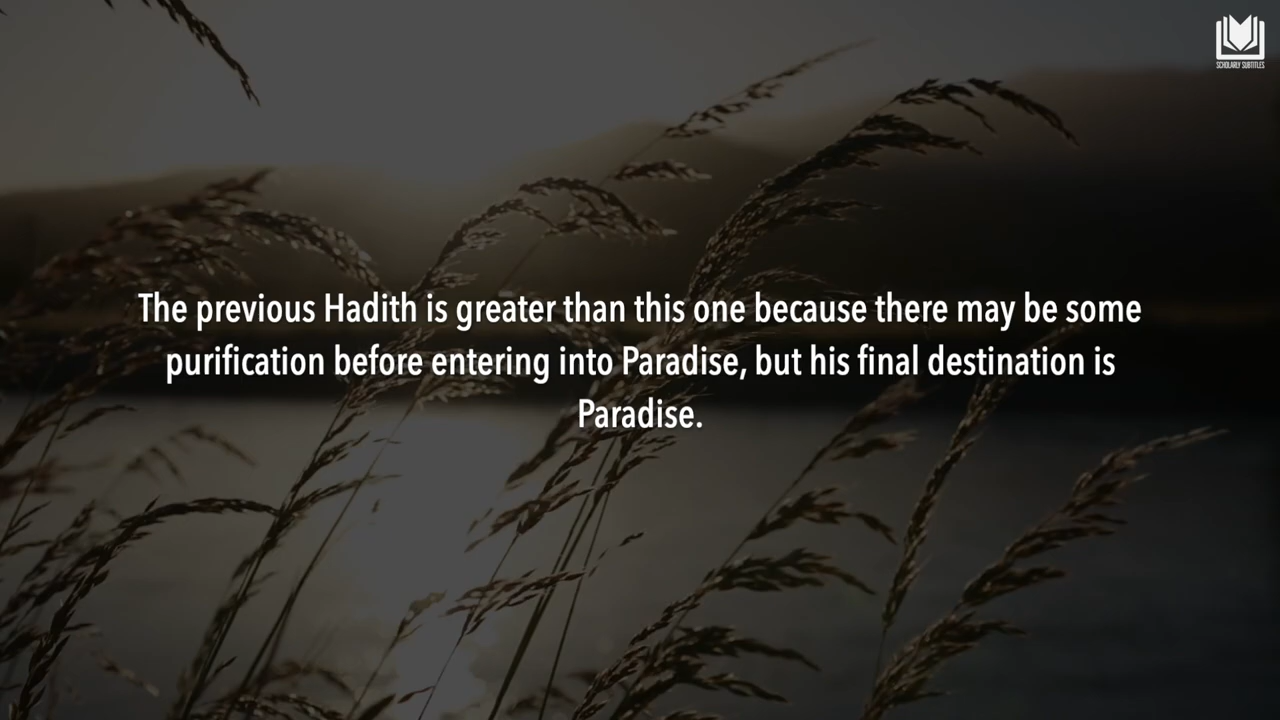 SCHOLARLY SUBTITLES
The previous Hadith is greater than this one because there may be some
purification before entering into Paradise, but his final destination is
Paradise.